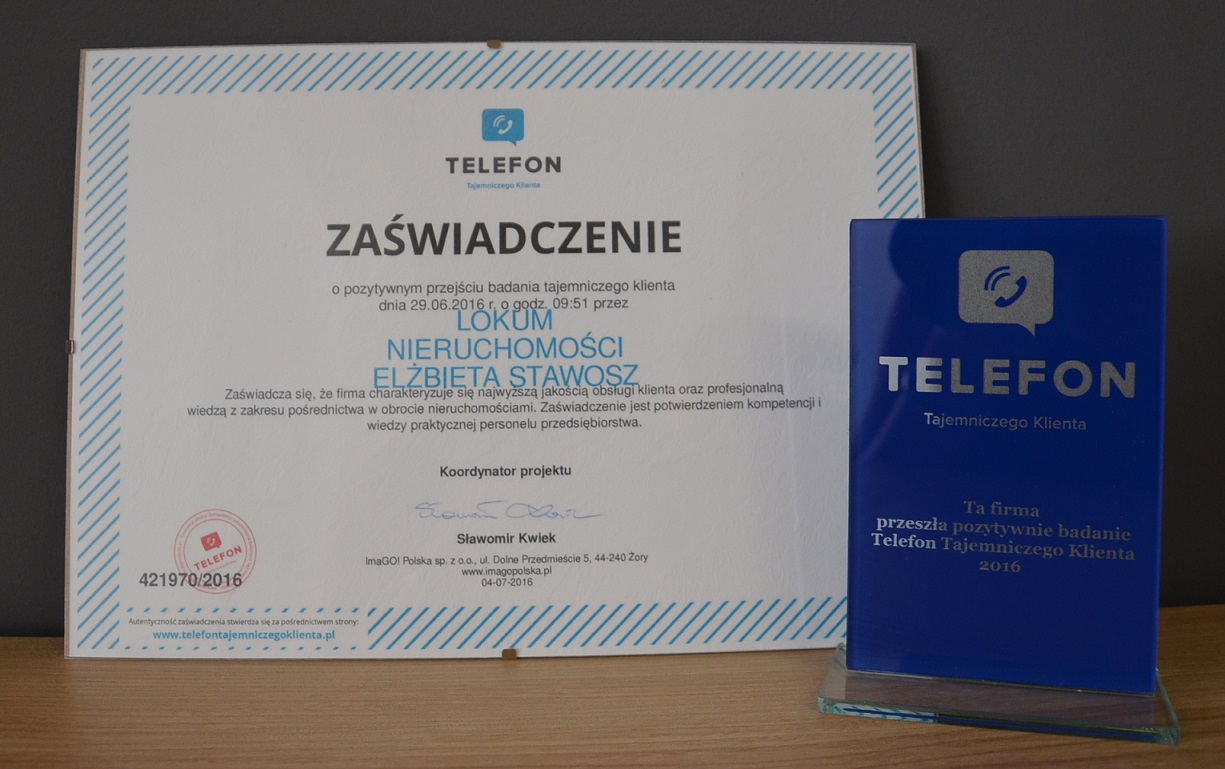 TELEFON
Tajemniczego Klienta
ZAŚWIADCZENIE
o pozytywnym przejściu badania tajemniczego klienta
dnia 29.06.2016 r. o godz. 09:51 przez
LOKUM
NIERUCHOMOŚCI
ELŻBIETA STAWOSZ
Zaświadcza się, że firma charakteryzuje się najwyższą jakością obsługi klienta oraz profesjonalną
wiedzą z zakresu pośrednictwa w obrocie nieruchomościami. Zaświadczenie jest potwierdzeniem kompetencji i
wiedzy praktycznej personelu przedsiębiorstwa.
Koordynator projektu
Sławomir Kwiek
ImaGO! Polska sp. z o.o., ul. Dolne Przedmieście 5, 44-240 Żory
www.imagopolska.pl
04-07-2016
TELEFON
421970/2016
Autentyczność zaświadczenia stwierdza się za pośrednictwem strony:
www.telefontajemniczegoklienta.pl
TELEFON
Tajemniczego Klienta
Ta firma
przeszła pozytywnie badanie
Telefon Tajemniczego Klienta
2016